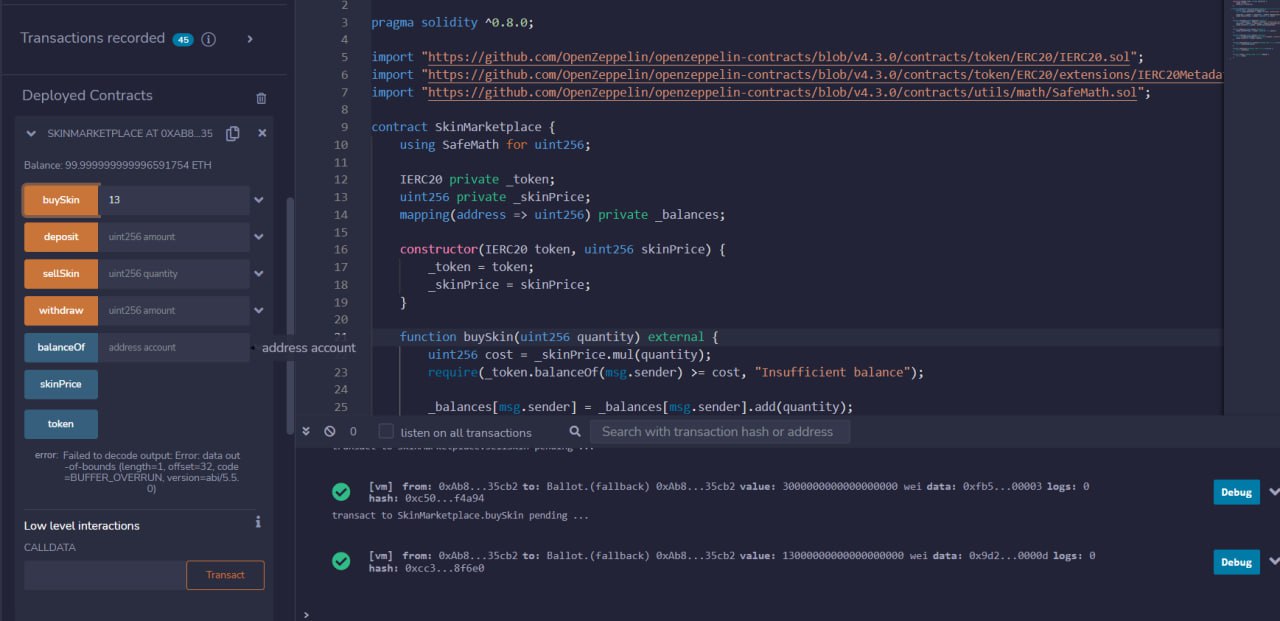 Transactions recorded 45 i
Deployed Contracts
SKINMARKETPLACE AT 0XAB8...35
Balance: 99.999999999996591754 ETH
buySkin 13
deposit uint256 amount
sellSkin uint256 quantity
withdraw uint256 amount
balanceOf address account
address account
skinPrice
token
error: Failed to decode output: Error: data out
-of-bounds (length=1, offset=32, code
=BUFFER_OVERRUN, version=abi/5.5.
0)
Low level interactions i
CALLDATA
Transact
2
3 pragma solidity ^0.8.0;
4
5 import "https://github.com/OpenZeppelin/openzeppelin-contracts/blob/v4.3.0/contracts/token/ERC20/IERC20.sol";
6 import "https://github.com/OpenZeppelin/openzeppelin-contracts/blob/v4.3.0/contracts/token/ERC20/extensions/IERC20Metada
7 import "https://github.com/OpenZeppelin/openzeppelin-contracts/blob/v4.3.0/contracts/utils/math/SafeMath.sol";
8
9 contract SkinMarketplace {
10 using SafeMath for uint256;
11
12 IERC20 private _token;
13 uint256 private _skinPrice;
14 mapping(address => uint256) private _balances;
15
16 constructor(IERC20 token, uint256 skinPrice) {
17 _token = token;
18 _skinPrice = skinPrice;
19 }
20
21 function buySkin(uint256 quantity) external {
uint256 cost = _skinPrice.mul(quantity);
23 require(_token.balanceOf(msg.sender) >= cost, "Insufficient balance");
24
25 _balances[msg.sender] = _balances[msg.sender].add(quantity);
0 listen on all transactions Search with transaction hash or address
transact to SkinMarketplace.sellSkin pending ...
[vm] from: 0xAb8...35cb2 to: Ballot.(fallback) 0xAb8...35cb2 value: 3000000000000000000 wei data: 0xfb5...00003 logs: 0
hash: 0xc50...f4a94
Debug
transact to SkinMarketplace.buySkin pending ...
[vm] from: 0xAb8...35cb2 to: Ballot.(fallback) 0xAb8...35cb2 value: 13000000000000000000 wei data: 0x9d2...0000d logs: 0
hash: 0xcc3...8f6e0
Debug
>